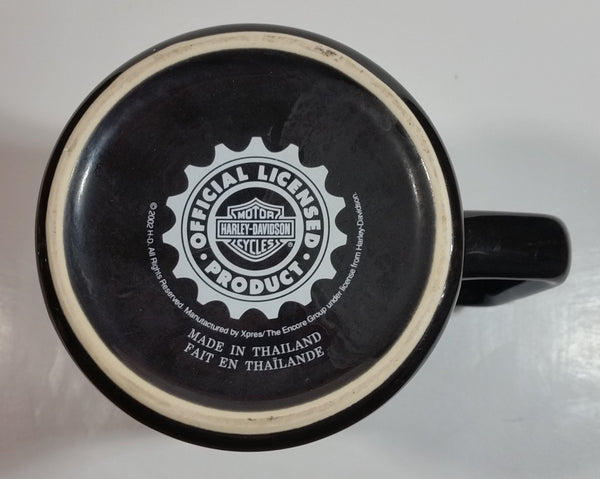 OFFICIAL LICENSED
MOTOR
HARLEY-DAVIDSON
CYCLES ®
• PRODUCT •
©2002 H-D, All Rights Reserved. Manufactured by Xpres/ The Encore Group under license from Harley-Davidson.
MADE IN THAILAND
FAIT EN THAÏLANDE